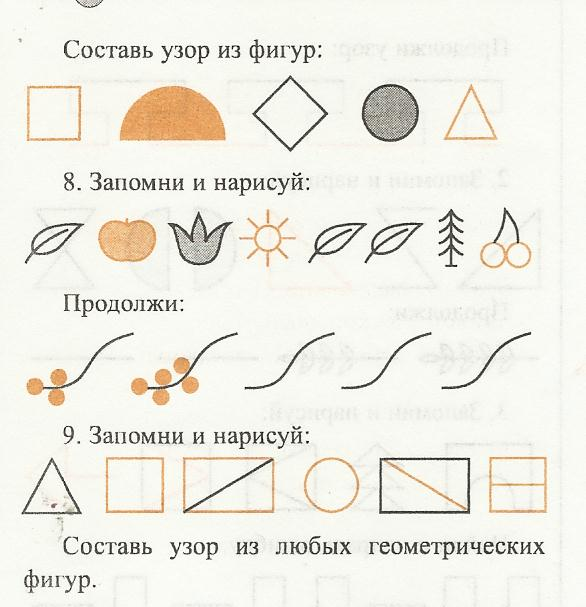 Составь узор из фигур:
8. Запомни и нарисуй:
Продолжи:
9. Запомни и нарисуй:
Составь узор из любых геометрических
фигур.